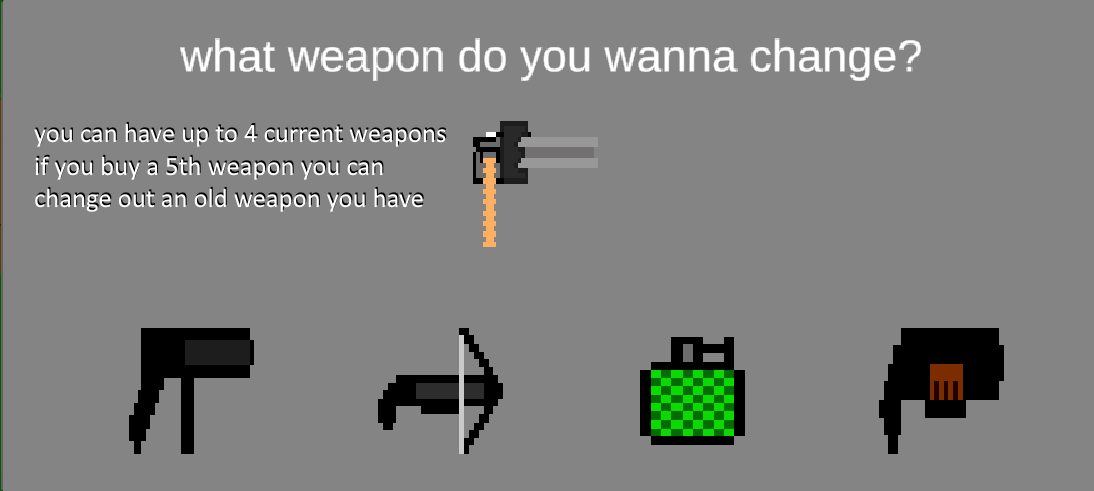 what weapon do you wanna change?
you can have up to 4 current weapons
if you buy a 5th weapon you can
change out an old weapon you have